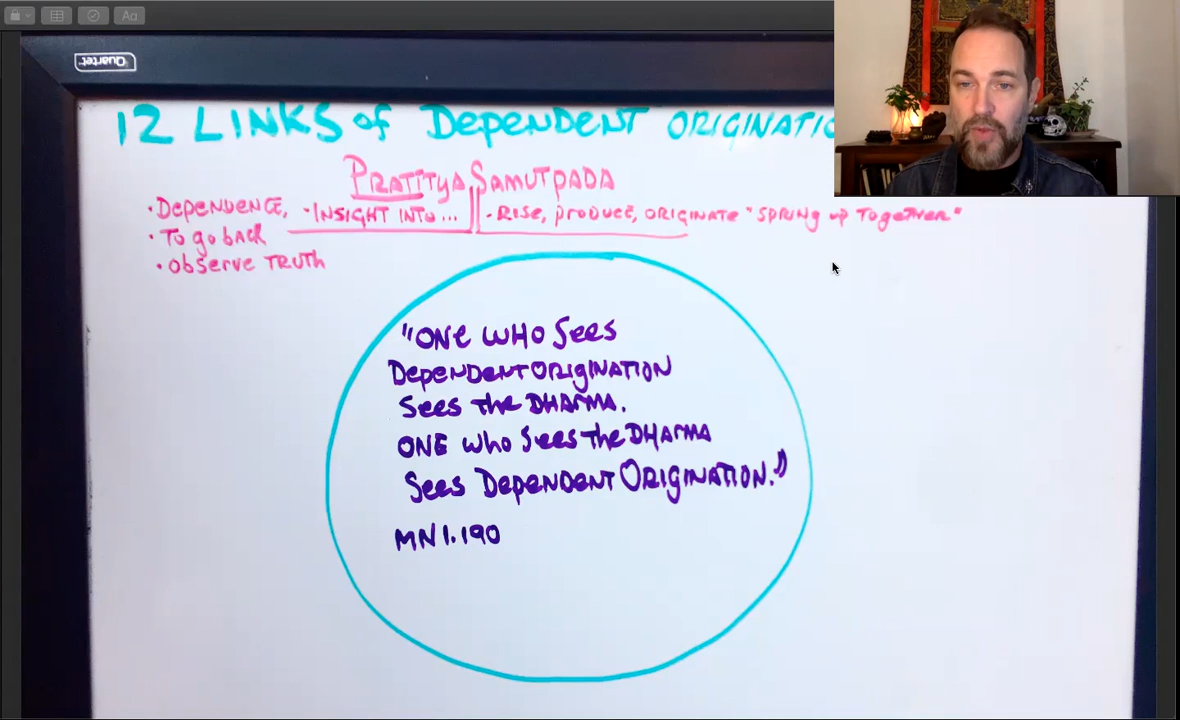 Aa
Quartet
12 LINKS of DEPENDENT ORIGINATIO
PRATITYA SAMUTPADA
• DEPENDENCE, • INSIGHT INTO... • RISE, PRODUCE, ORIGINATE "SPRING UP TOGETHER"
• To go back
• OBSERVE TRUTH
"ONE WHO SEES
DEPENDENT ORIGINATION
SEES THE DHARMA.
ONE WHO SEES THE DHARMA
SEES DEPENDENT ORIGINATION."
MN 1.190